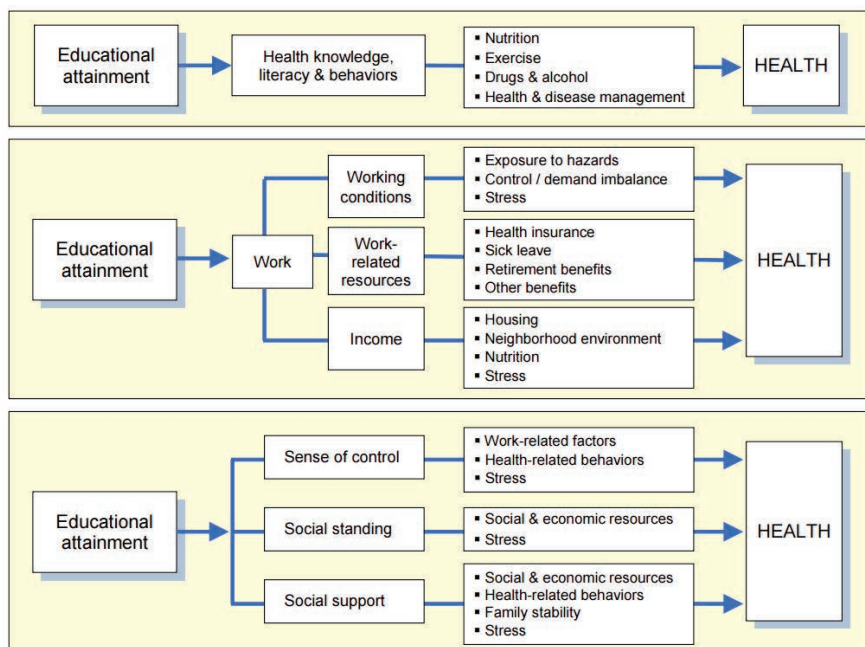 Educational
attainment
Health knowledge,
literacy & behaviors
▪ Nutrition
▪ Exercise
▪ Drugs & alcohol
▪ Health & disease management
HEALTH
Educational
attainment
Work
Working
conditions
▪ Exposure to hazards
▪ Control / demand imbalance
▪ Stress
Work-
related
resources
▪ Health insurance
▪ Sick leave
▪ Retirement benefits
▪ Other benefits
Income
▪ Housing
▪ Neighborhood environment
▪ Nutrition
▪ Stress
HEALTH
Educational
attainment
Sense of control
▪ Work-related factors
▪ Health-related behaviors
▪ Stress
Social standing
▪ Social & economic resources
▪ Stress
Social support
▪ Social & economic resources
▪ Health-related behaviors
▪ Family stability
▪ Stress
HEALTH